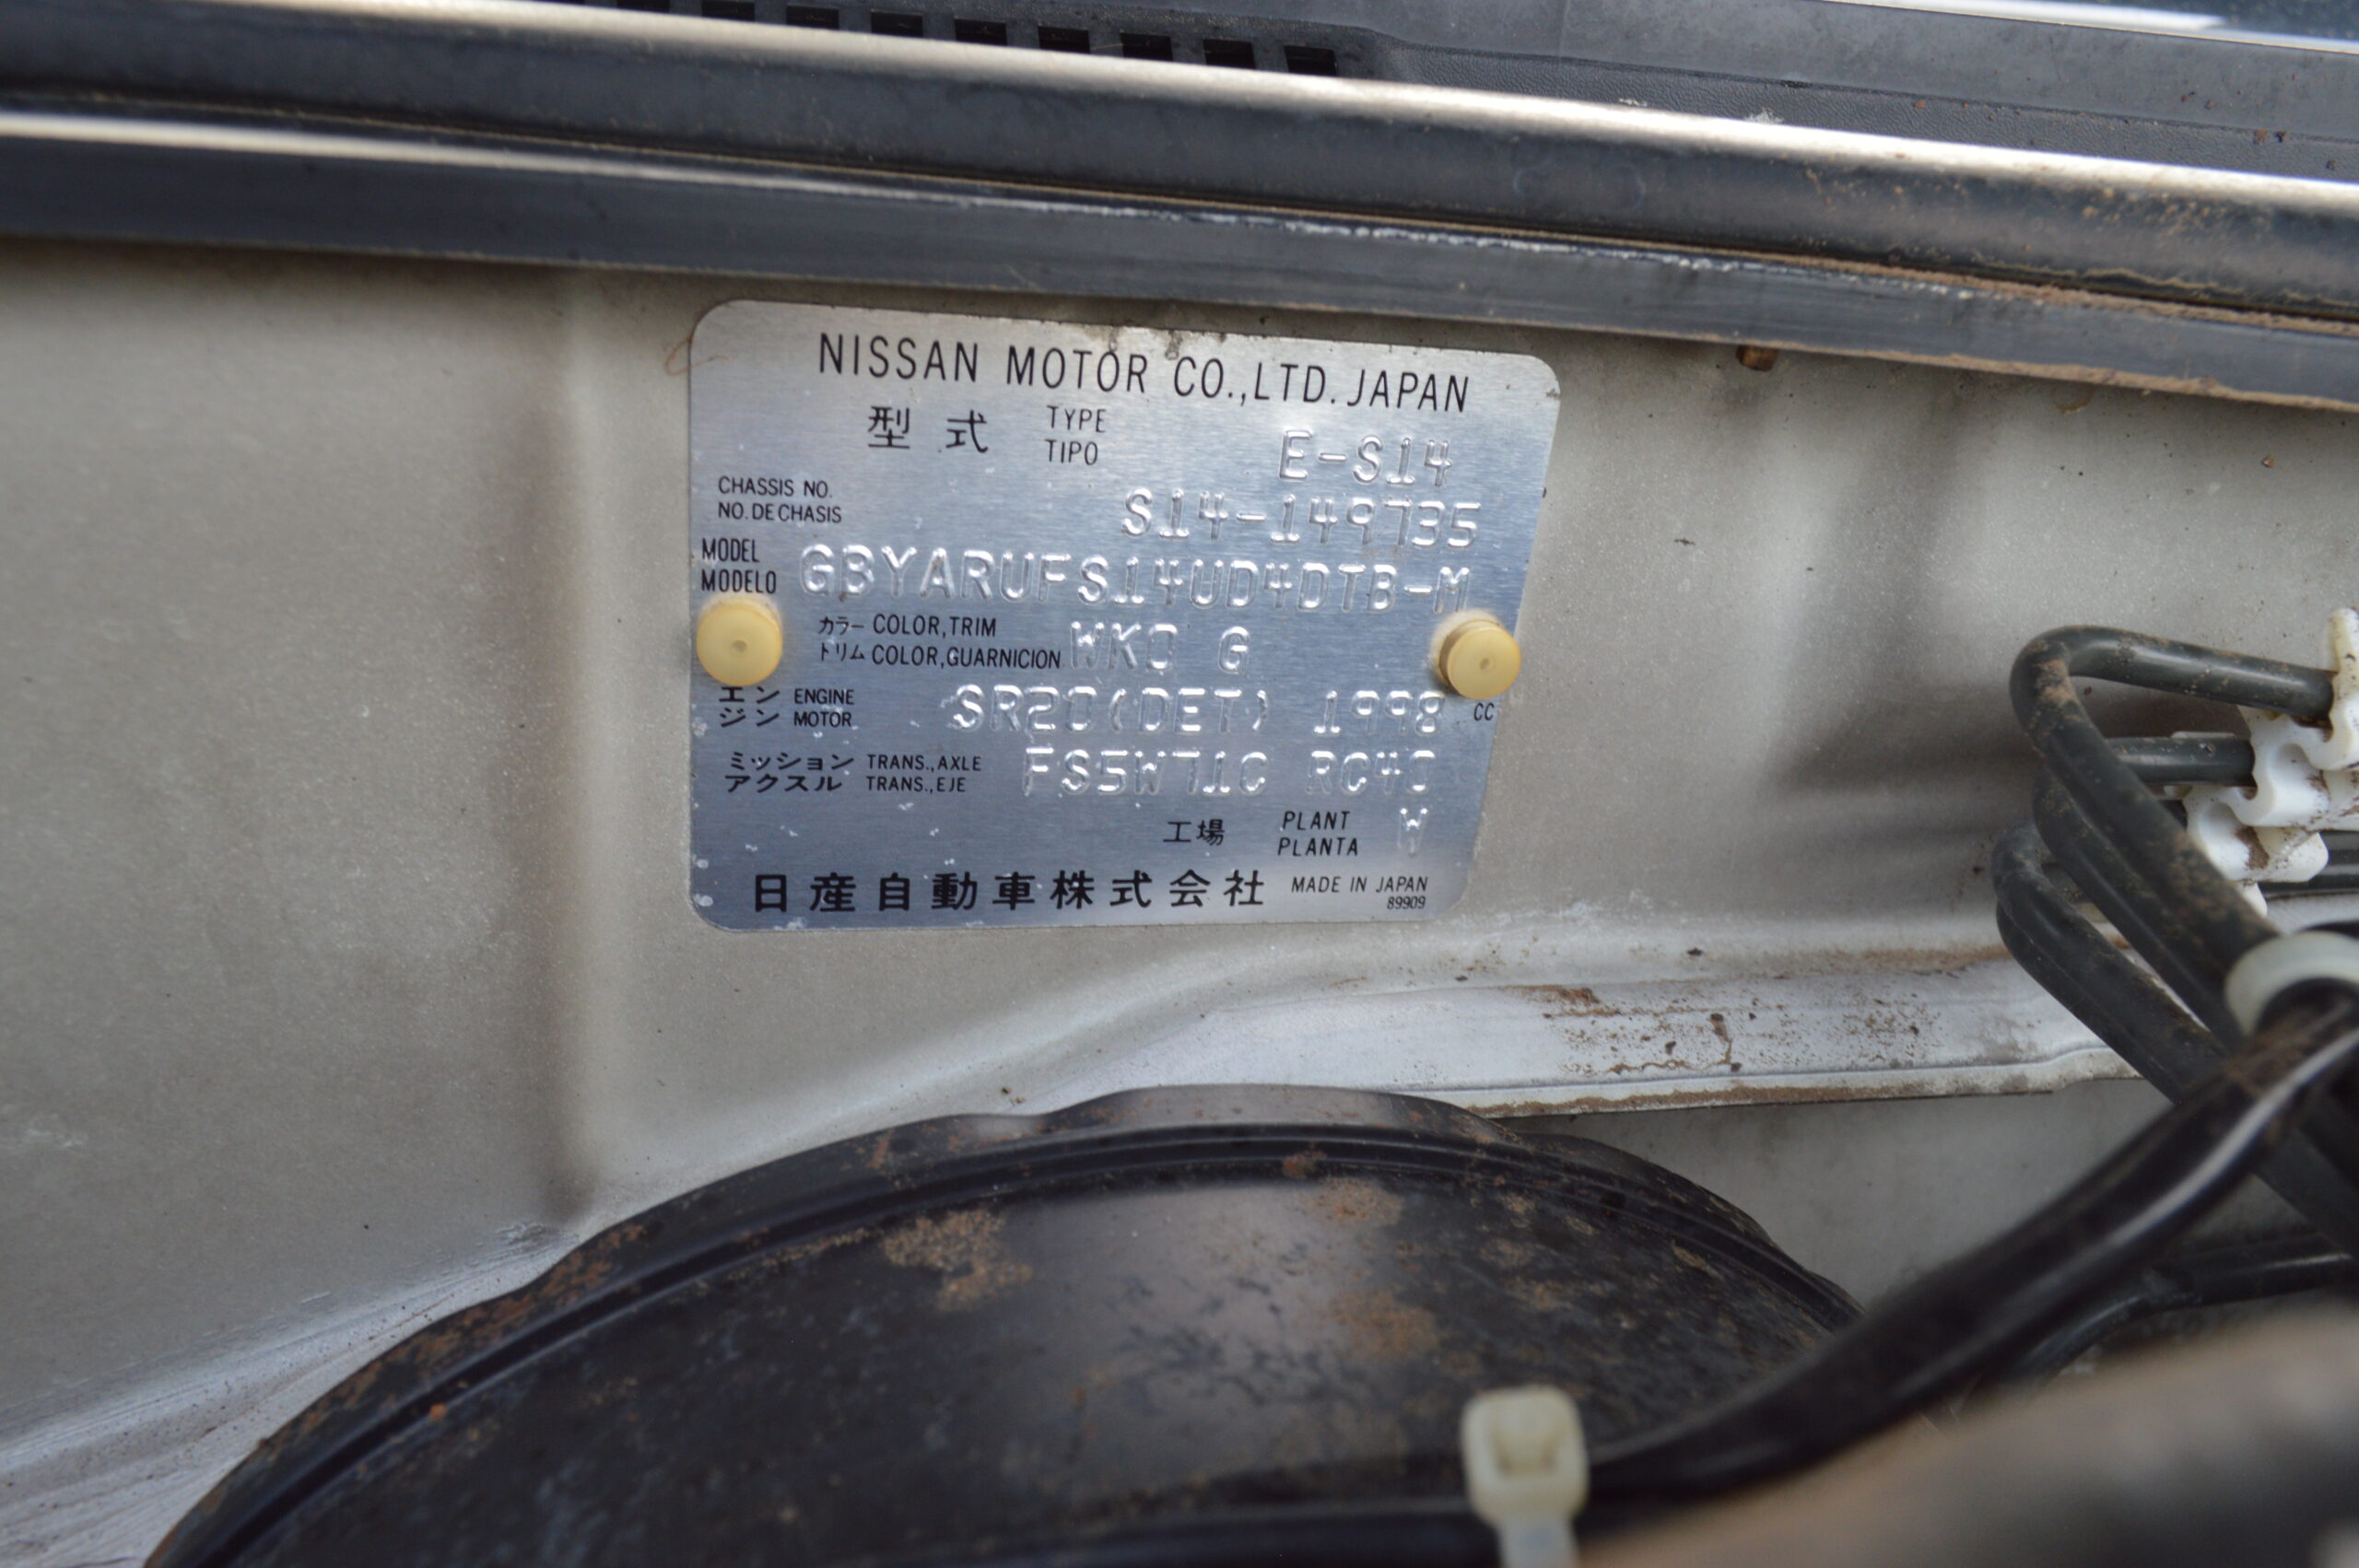 NISSAN MOTOR CO.,LTD. JAPAN
型式 TYPE TIPO E-S14
CHASSIS NO.
NO. DE CHASIS S14-149735
MODEL
MODELO GBYARUFS14UD4DTB-M
カラー COLOR,TRIM
トリム COLOR,GUARNICION WK0 G
エン ENGINE
ジン MOTOR SR20(DET) 1998 CC
ミッション TRANS.,AXLE
アクスル TRANS.,EJE FS5W71C RC40
工場 PLANT PLANTA W
日産自動車株式会社 MADE IN JAPAN
89909